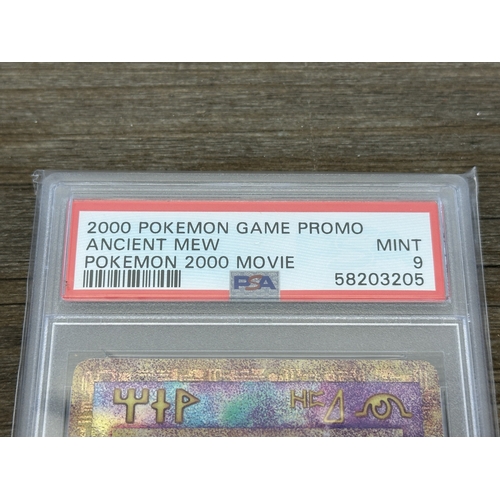 2000 POKEMON GAME PROMO
ANCIENT MEW MINT
POKEMON 2000 MOVIE 9
PSA 58203205